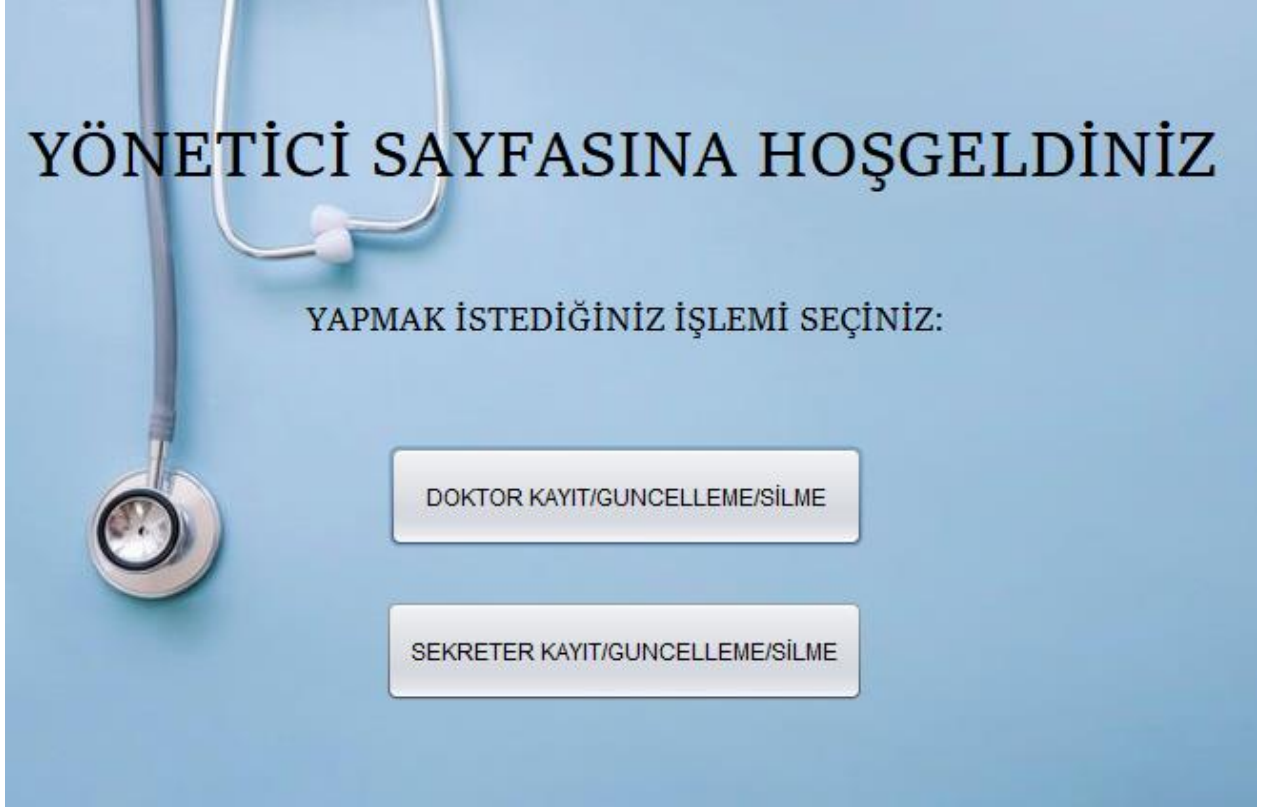 YÖNETİCİ SAYFASINA HOŞGELDİNİZ
YAPMAK İSTEDİĞİNİZ İŞLEMİ SEÇİNİZ:
DOKTOR KAYIT/GUNCELLEME/SİLME
SEKRETER KAYIT/GUNCELLEME/SİLME